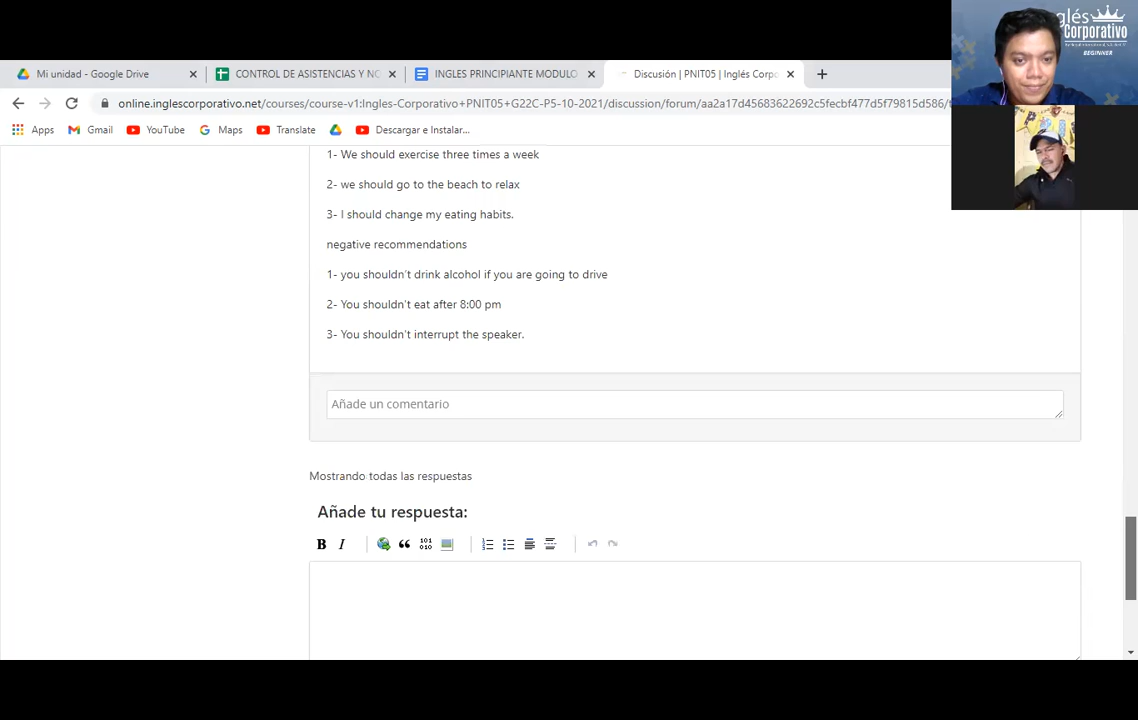 glés
Corporativo
BEGINNER
Mi unidad - Google Drive
CONTROL DE ASISTENCIAS Y NO
INGLES PRINCIPIANTE MODULO
Discusión | PNIT05 | Inglés Corpo
online.inglescorporativo.net/courses/course-v1:Ingles-Corporativo+PNIT05+G22C-P5-10-2021/discussion/forum/aa2a17d45683622692c5fecbf477d5f79815d586/t
Apps Gmail YouTube Maps Translate Descargar e Instalar...
1- We should exercise three times a week
2- we should go to the beach to relax
3- I should change my eating habits.
negative recommendations
1- you shouldn't drink alcohol if you are going to drive
2- You shouldn't eat after 8:00 pm
3- You shouldn't interrupt the speaker.
Añade un comentario
Mostrando todas las respuestas
Añade tu respuesta:
B I